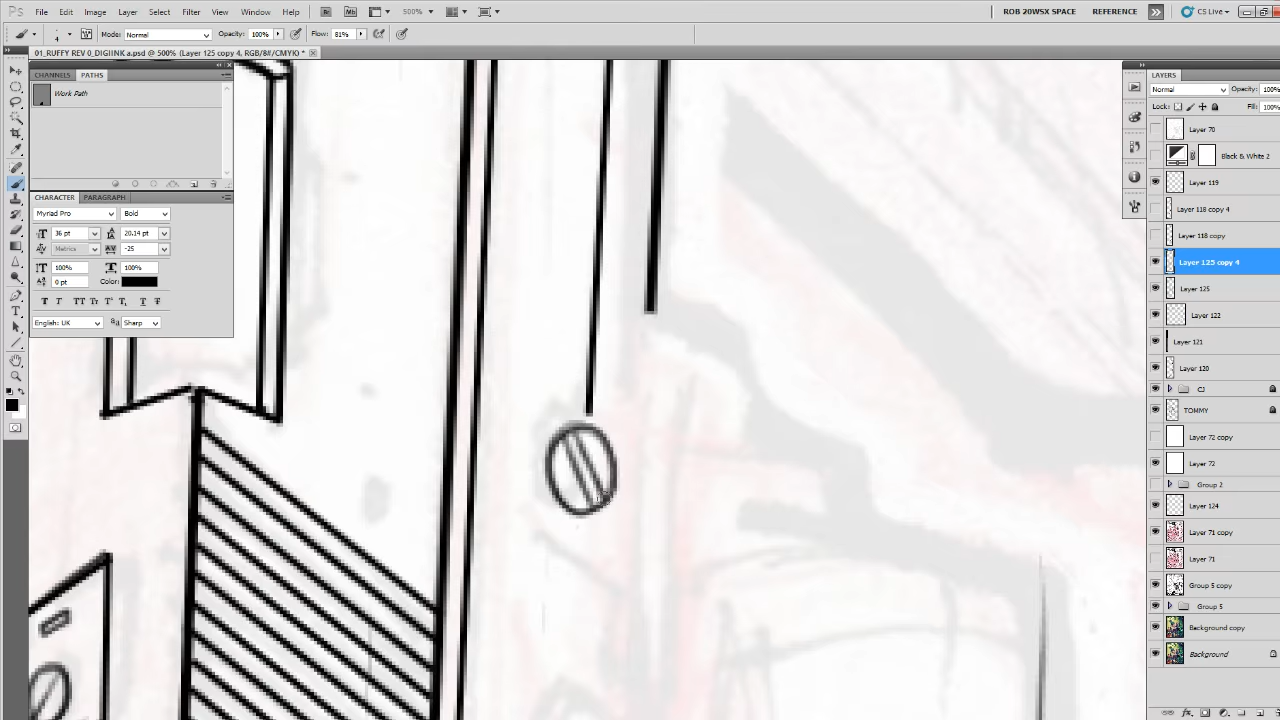 File Edit Image Layer Select Filter View Window Help Br Mb 500% ROB 20WSX SPACE REFERENCE CS Live
Mode: Normal Opacity: 100% Flow: 81%
01_RUFFY REV 0_DIGIINK a.psd @ 500% (Layer 125 copy 4, RGB/8#/CMYK) *
CHANNELS PATHS
Work Path
CHARACTER PARAGRAPH
Myriad Pro Bold
36 pt 20.14 pt
Metrics -25
100% 100%
0 pt Color:
English: UK Sharp
LAYERS
Normal Opacity: 100%
Lock: Fill: 100%
Layer 70
Black & White 2
Layer 119
Layer 118 copy 4
Layer 118 copy
Layer 125 copy 4
Layer 125
Layer 122
Layer 121
Layer 120
CJ
TOMMY
Layer 72 copy
Layer 72
Group 2
Layer 124
Layer 71 copy
Layer 71
Group 5 copy
Group 5
Background copy
Background